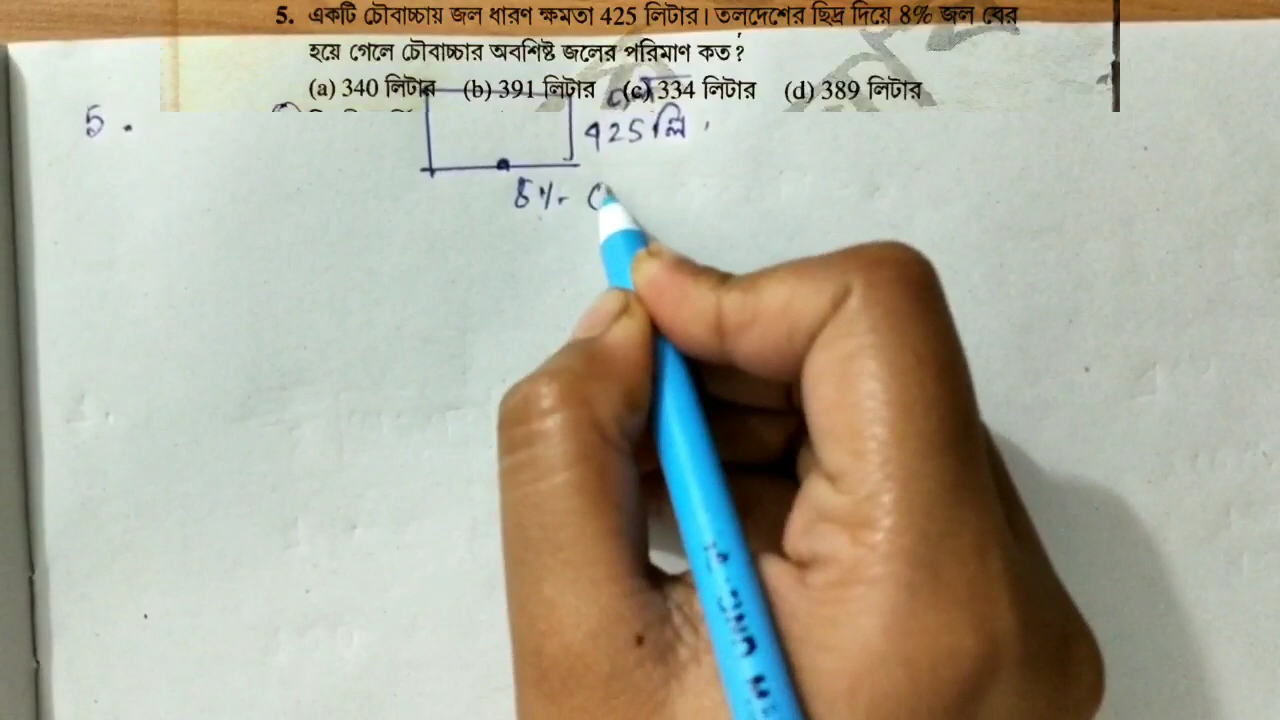 5. একটি চৌবাচ্চায় জল ধারণ ক্ষমতা 425 লিটার। তলদেশের ছিদ্র দিয়ে 8% জল বের
হয়ে গেলে চৌবাচ্চার অবশিষ্ট জলের পরিমাণ কত?
(a) 340 লিটার (b) 391 লিটার (c) 334 লিটার (d) 389 লিটার
5.
425 লি.
8%